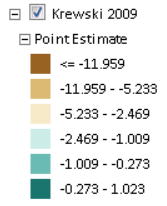 Krewski 2009
Point Estimate
<= -11.959
-11.959 - -5.233
-5.233 - -2.469
-2.469 - -1.009
-1.009 - -0.273
-0.273 - 1.023